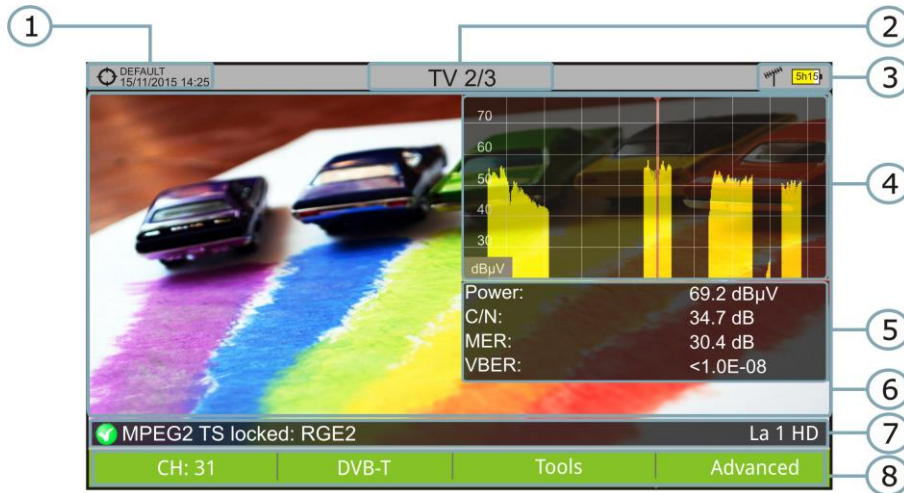 1
2
DEFAULT
15/11/2015 14:25
TV 2/3
5h15
3
70
60
50
40
30
dBµV
4
Power: 69.2 dBµV
C/N: 34.7 dB
MER: 30.4 dB
VBER: <1.0E-08
5
6
MPEG2 TS locked: RGE2 La 1 HD
7
CH: 31 DVB-T Tools Advanced
8